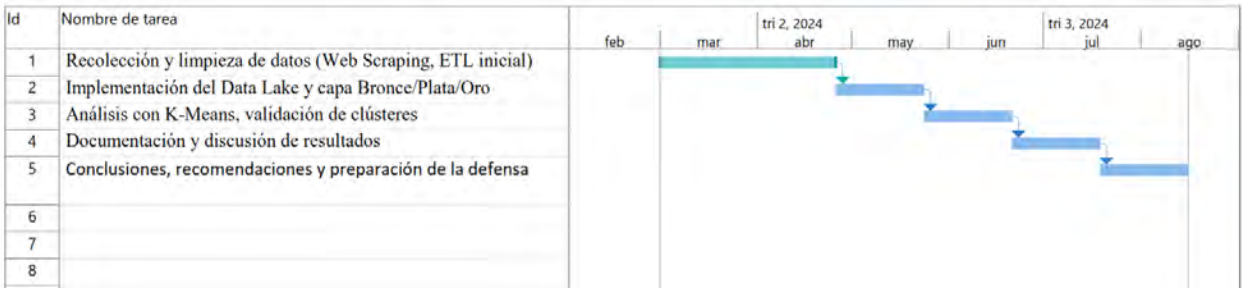 Id Nombre de tarea tri 2, 2024 tri 3, 2024
feb mar abr may jun jul ago
1 Recolección y limpieza de datos (Web Scraping, ETL inicial)
2 Implementación del Data Lake y capa Bronce/Plata/Oro
3 Análisis con K-Means, validación de clústeres
4 Documentación y discusión de resultados
5 Conclusiones, recomendaciones y preparación de la defensa
6
7
8